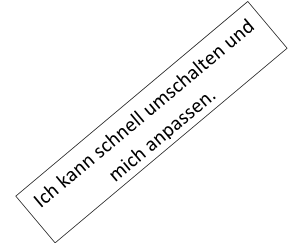 Ich kann schnell umschalten und
mich anpassen.